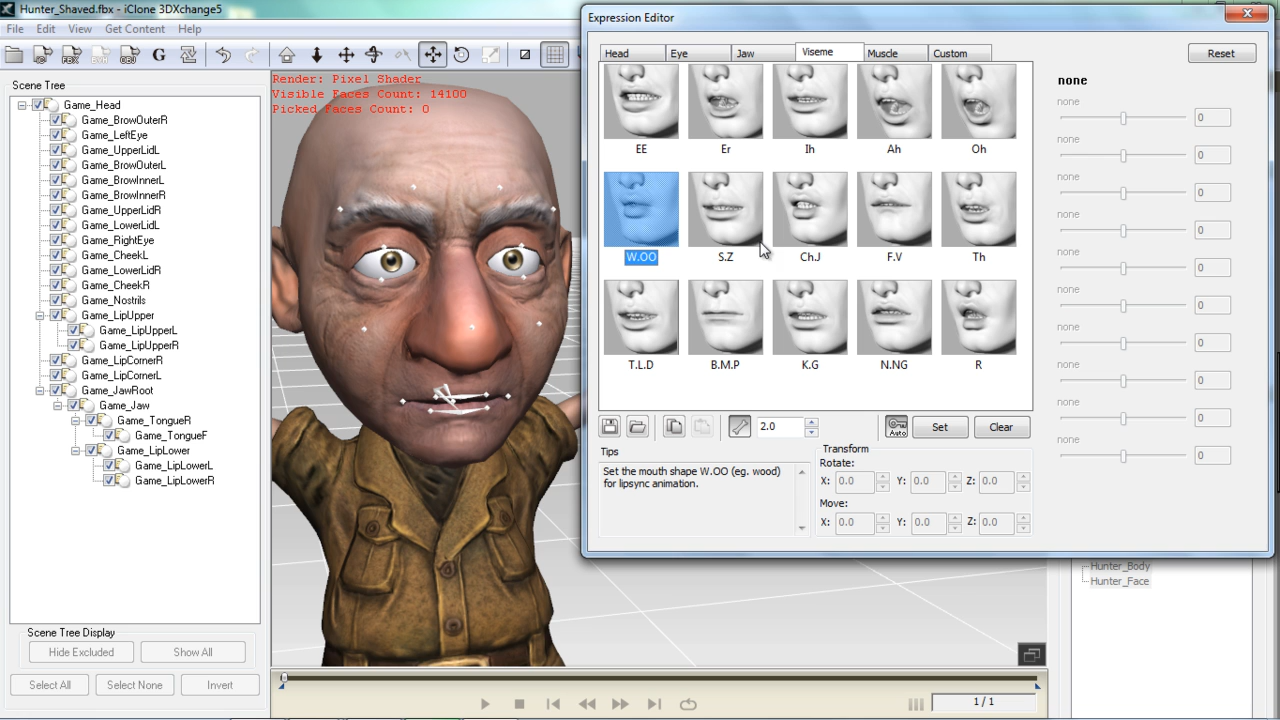 Hunter_Shaved.fbx - iClone 3DXchange5
File Edit View Get Content Help
Scene Tree
Game_Head
Game_BrowOuterR
Game_LeftEye
Game_UpperLidL
Game_BrowOuterL
Game_BrowInnerL
Game_BrowInnerR
Game_UpperLidR
Game_LowerLidL
Game_RightEye
Game_CheekL
Game_LowerLidR
Game_CheekR
Game_Nostrils
Game_LipUpper
Game_LipUpperL
Game_LipUpperR
Game_LipCornerR
Game_LipCornerL
Game_JawRoot
Game_Jaw
Game_TongueR
Game_TongueF
Game_LipLower
Game_LipLowerL
Game_LipLowerR
Scene Tree Display
Hide Excluded Show All
Select All Select None Invert
Render: Pixel Shader
Visible Faces Count: 14100
Picked Faces Count: 0
1 / 1
Expression Editor
Head Eye Jaw Viseme Muscle Custom Reset
EE Er Ih Ah Oh
W.OO S.Z Ch.J F.V Th
T.L.D B.M.P K.G N.NG R
2.0 Auto Set Clear
Tips
Set the mouth shape W.OO (eg. wood)
for lipsync animation.
Transform
Rotate:
X: 0.0 Y: 0.0 Z: 0.0
Move:
X: 0.0 Y: 0.0 Z: 0.0
none
none
0
none
0
none
0
none
0
none
0
none
0
none
0
none
0
none
0
none
0
Hunter_Body
Hunter_Face